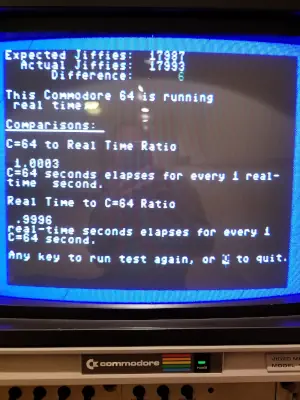 Expected Jiffies: 17987
Actual Jiffies: 17993
Difference: 6
This Commodore 64 is running
real time.
Comparisons:
C=64 to Real Time Ratio
1.0003
C=64 seconds elapses for every 1 real-
time second.
Real Time to C=64 Ratio
.9996
real-time seconds elapses for every 1
C=64 second.
Any key to run test again, or X to quit.
commodore
VIDEO M
MODEL